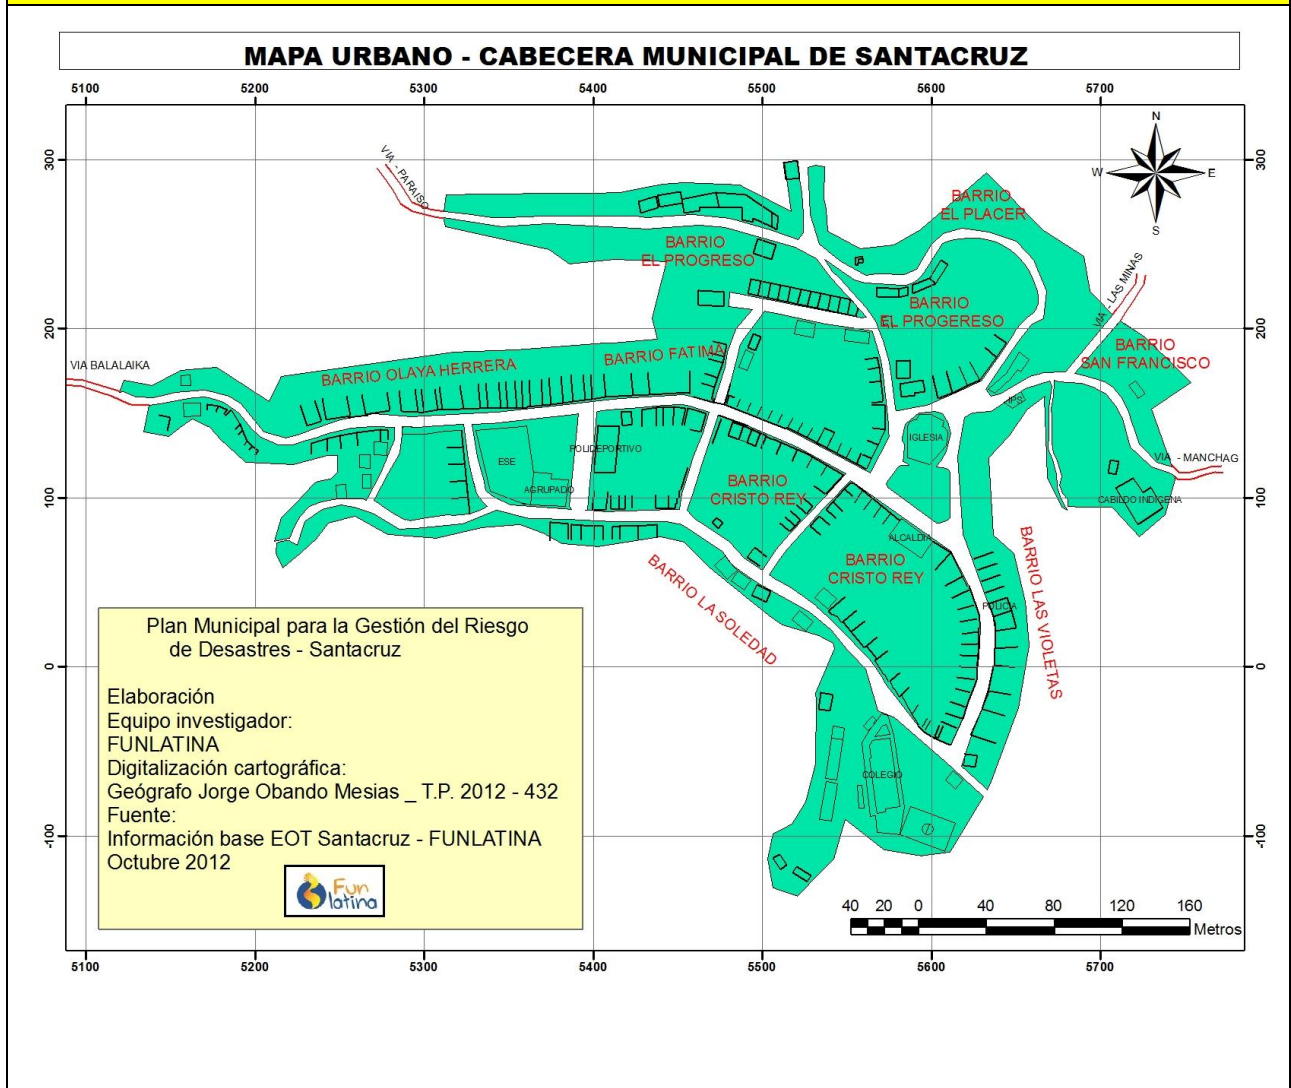 MAPA URBANO - CABECERA MUNICIPAL DE SANTACRUZ
5100 5200 5300 5400 5500 5600 5700
300
200
100
0
-100
300
200
100
0
-100
N
W E
S
VIA - PARAISO
BARRIO
EL PLACER
BARRIO
EL PROGRESO
VIA - LAS MINAS
BARRIO
EL PROGERESO
BARRIO
SAN FRANCISCO
VIA BALALAIKA
BARRIO OLAYA HERRERA
BARRIO FATIMA
IPS
IGLESIA
POLIDEPORTIVO
ESE
AGRUPADO
VIA - MANCHAG
CABILDO INDIGENA
BARRIO
CRISTO REY
ALCALDIA
BARRIO
CRISTO REY
BARRIO LA SOLEDAD
BARRIO LAS VIOLETAS
POLICIA
COLEGIO
Plan Municipal para la Gestión del Riesgo
de Desastres - Santacruz
Elaboración
Equipo investigador:
FUNLATINA
Digitalización cartográfica:
Geógrafo Jorge Obando Mesias _ T.P. 2012 - 432
Fuente:
Información base EOT Santacruz - FUNLATINA
Octubre 2012
Fun
latina
40 20 0 40 80 120 160
Metros
5100 5200 5300 5400 5500 5600 5700